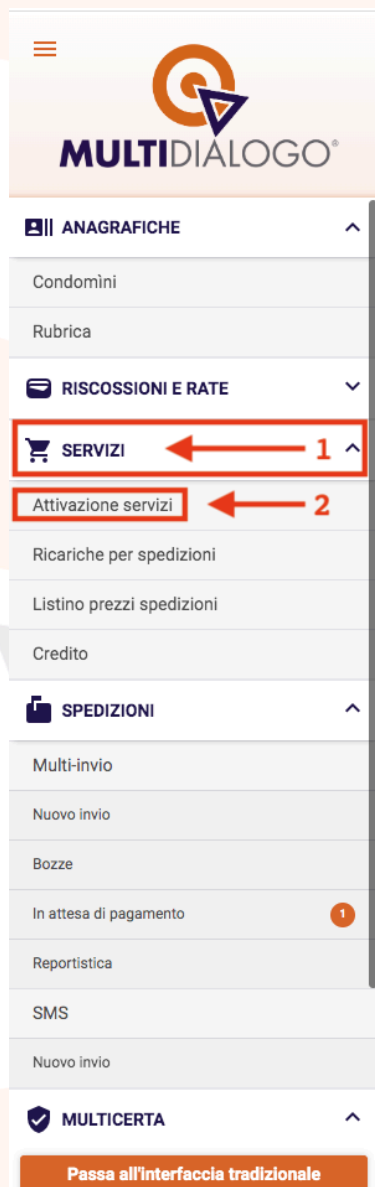 MULTIDIALOGO®
ANAGRAFICHE
Condomìni
Rubrica
RISCOSSIONI E RATE
SERVIZI 1
Attivazione servizi 2
Ricariche per spedizioni
Listino prezzi spedizioni
Credito
SPEDIZIONI
Multi-invio
Nuovo invio
Bozze
In attesa di pagamento 1
Reportistica
SMS
Nuovo invio
MULTICERTA
Passa all'interfaccia tradizionale